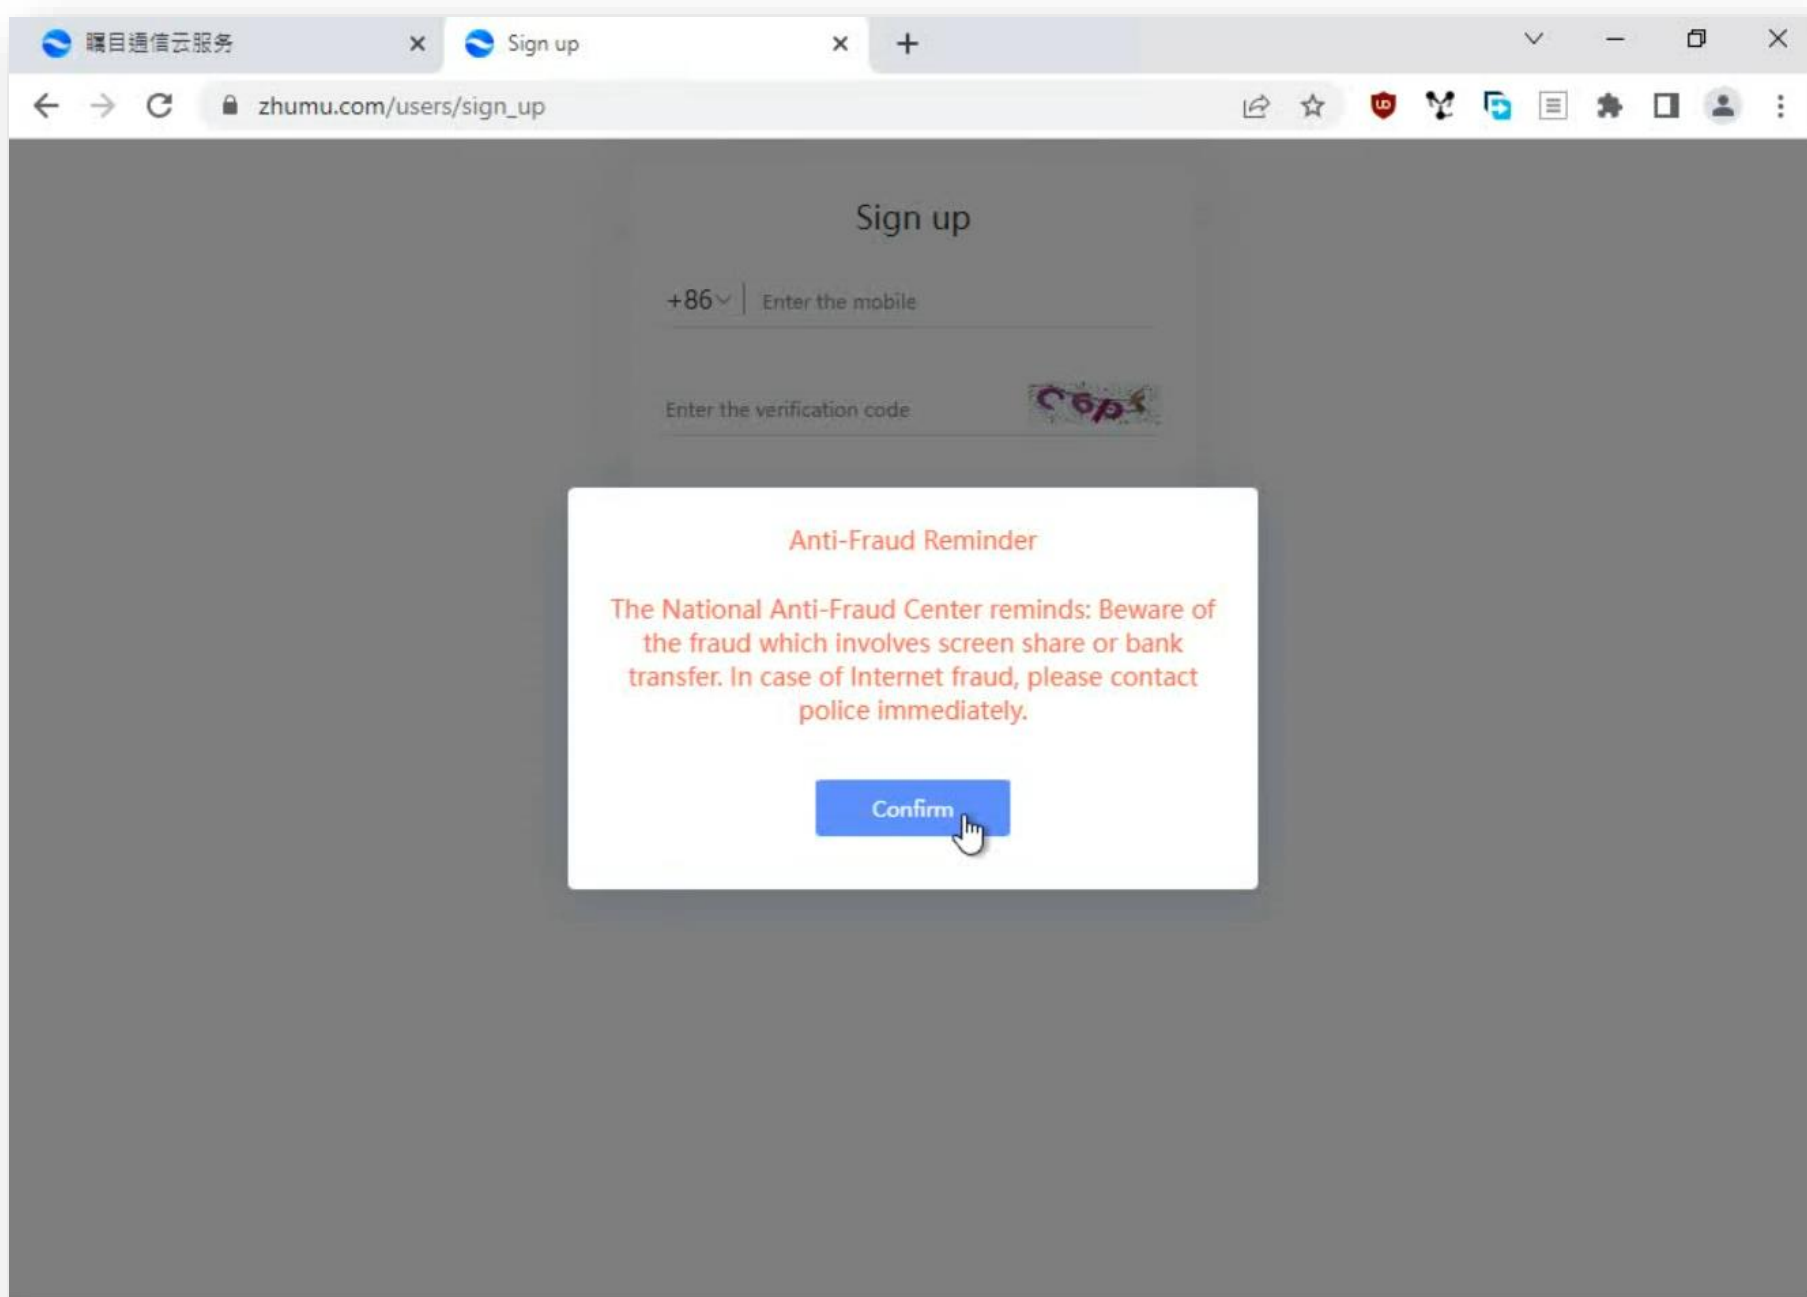 瞩目通信云服务
Sign up
zhumu.com/users/sign_up
Sign up
+86
Enter the mobile
Enter the verification code
Anti-Fraud Reminder
The National Anti-Fraud Center reminds: Beware of
the fraud which involves screen share or bank
transfer. In case of Internet fraud, please contact
police immediately.
Confirm